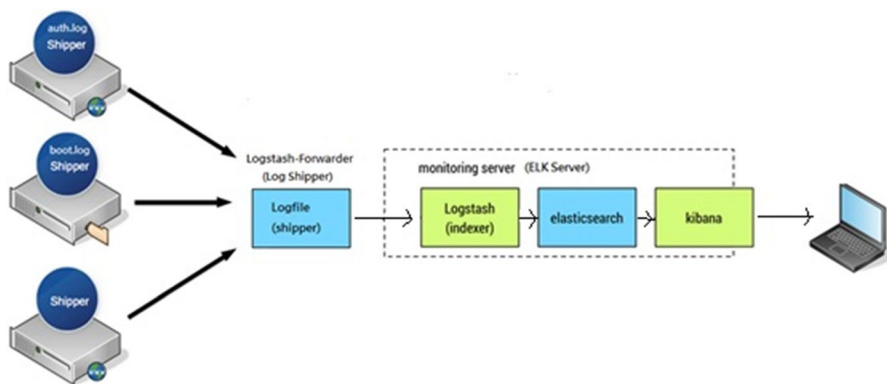 auth.log
Shipper
boot.log
Shipper
Shipper
Logstash-Forwarder
(Log Shipper)
Logfile
(shipper)
monitoring server (ELK Server)
Logstash
(indexer)
elasticsearch
kibana